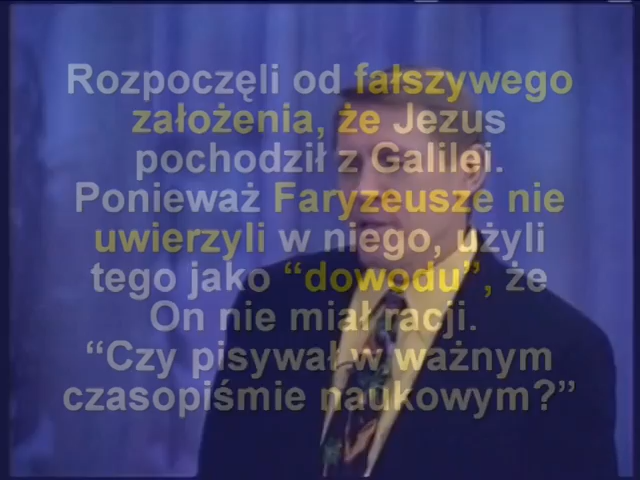 Rozpoczęli od fałszywego
założenia, że Jezus
pochodził z Galilei.
Ponieważ Faryzeusze nie
uwierzyli w niego, użyli
tego jako “dowodu”, że
On nie miał racji.
“Czy pisywał w ważnym
czasopiśmie naukowym?”